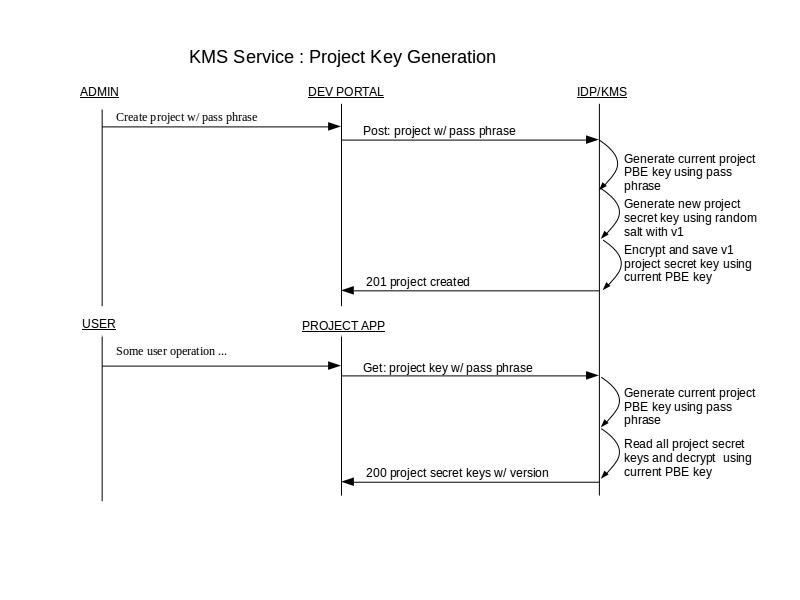 KMS Service : Project Key Generation
ADMIN
DEV PORTAL
IDP/KMS
Create project w/ pass phrase
Post: project w/ pass phrase
Generate current project
PBE key using pass
phrase
Generate new project
secret key using random
salt with v1
Encrypt and save v1
project secret key using
current PBE key
201 project created
USER
PROJECT APP
Some user operation ...
Get: project key w/ pass phrase
Generate current project
PBE key using pass
phrase
Read all project secret
keys and decrypt  using
current PBE key
200 project secret keys w/ version